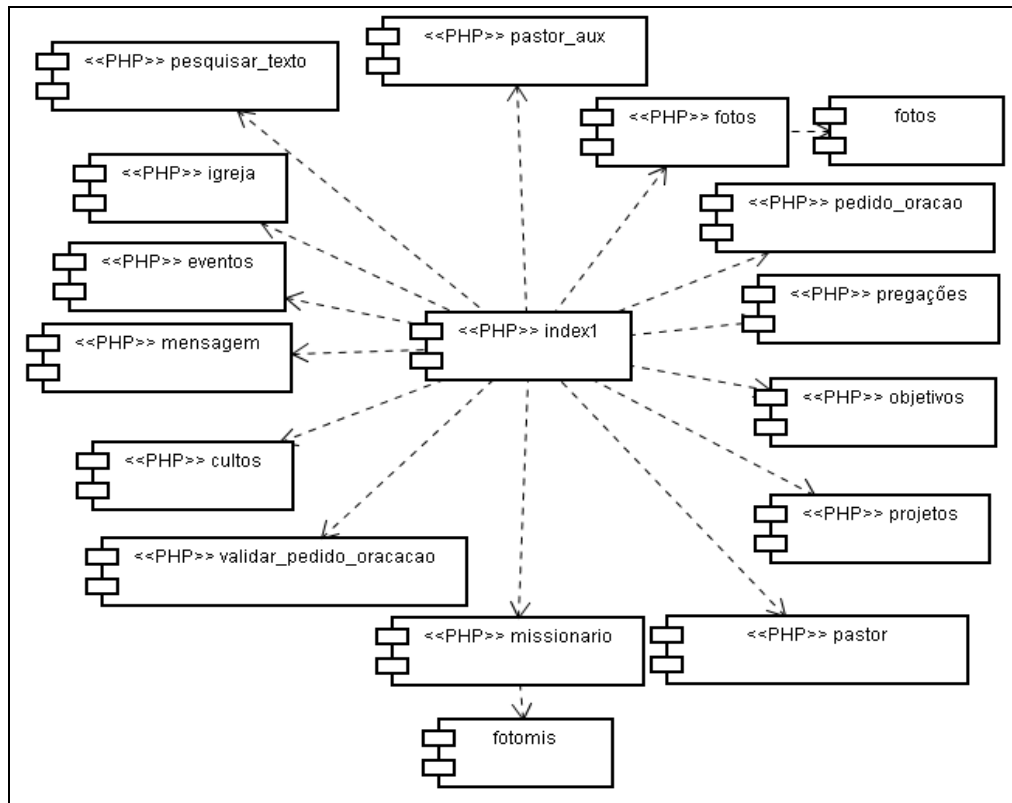 <<PHP>> pastor_aux
<<PHP>> pesquisar_texto
<<PHP>> fotos
fotos
<<PHP>> igreja
<<PHP>> pedido_oracao
<<PHP>> eventos
<<PHP>> pregações
<<PHP>> index1
<<PHP>> mensagem
<<PHP>> objetivos
<<PHP>> cultos
<<PHP>> projetos
<<PHP>> validar_pedido_oracacao
<<PHP>> missionario
<<PHP>> pastor
fotomis